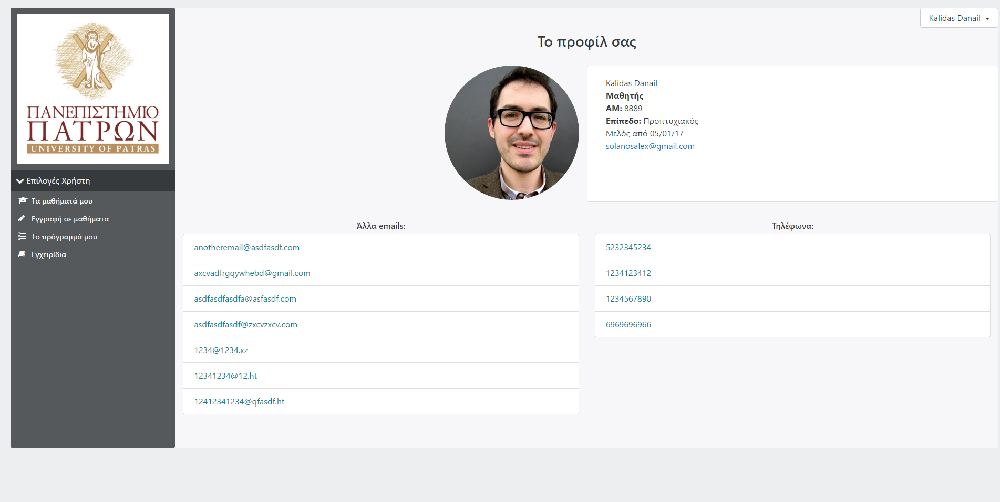 ΠΑΝΕΠΙΣΤΗΜΙΟ
ΠΑΤΡΩΝ
UNIVERSITY OF PATRAS
Επιλογές Χρήστη
Τα μαθήματά μου
Εγγραφή σε μαθήματα
Το πρόγραμμά μου
Εγχειρίδια
Kalidas Danail
Το προφίλ σας
Kalidas Danail
Μαθητής
ΑΜ: 8889
Επίπεδο: Προπτυχιακός
Μελός από 05/01/17
solanosalex@gmail.com
Άλλα emails:
anotheremail@asdfasdf.com
axcvadfrgqywhebd@gmail.com
asdfasdfasdfa@asfasdf.com
asdfasdfasdf@zxcvzxcv.com
1234@1234.xz
12341234@12.ht
12412341234@qfasdf.ht
Τηλέφωνα:
5232345234
1234123412
1234567890
6969696966